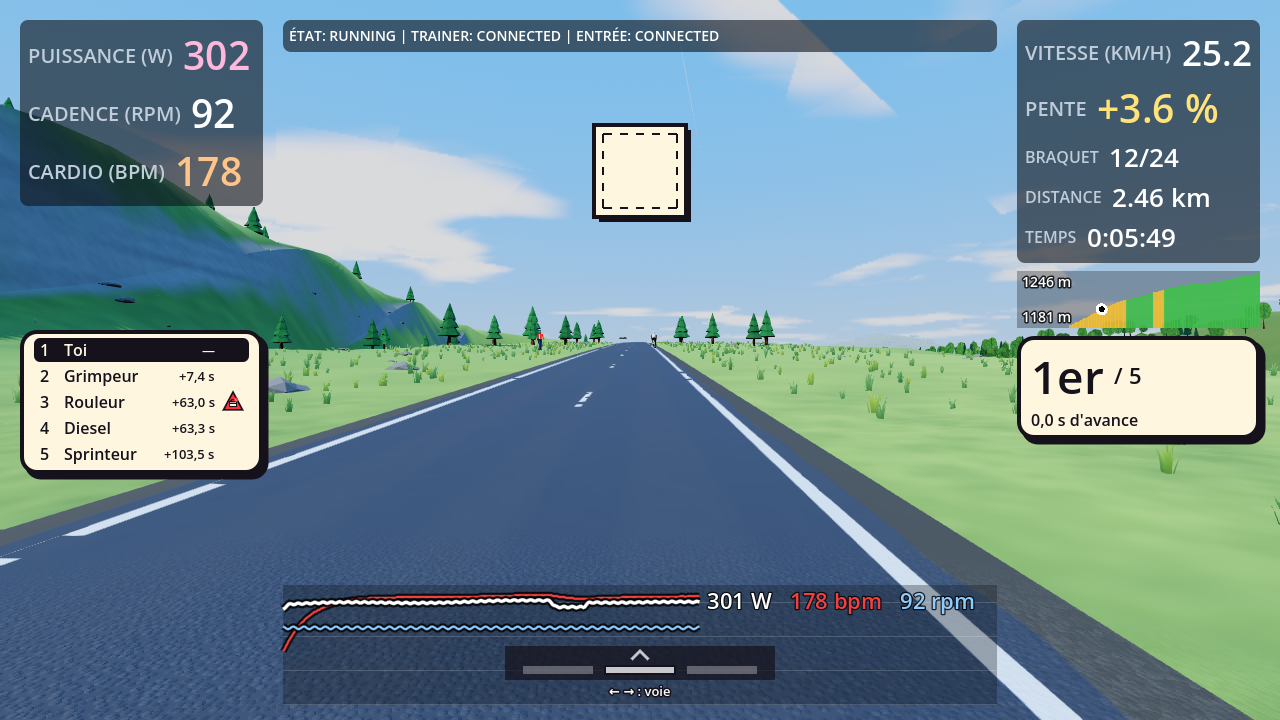 PUISSANCE (W) 302
CADENCE (RPM) 92
CARDIO (BPM) 178
ÉTAT: RUNNING | TRAINER: CONNECTED | ENTRÉE: CONNECTED
VITESSE (KM/H) 25.2
PENTE +3.6 %
BRAQUET 12/24
DISTANCE 2.46 km
TEMPS 0:05:49
1246 m
1181 m
1 Toi —
2 Grimpeur +7,4 s
3 Rouleur +63,0 s
4 Diesel +63,3 s
5 Sprinteur +103,5 s
1er / 5
0,0 s d'avance
301 W 178 bpm 92 rpm
← → : voie